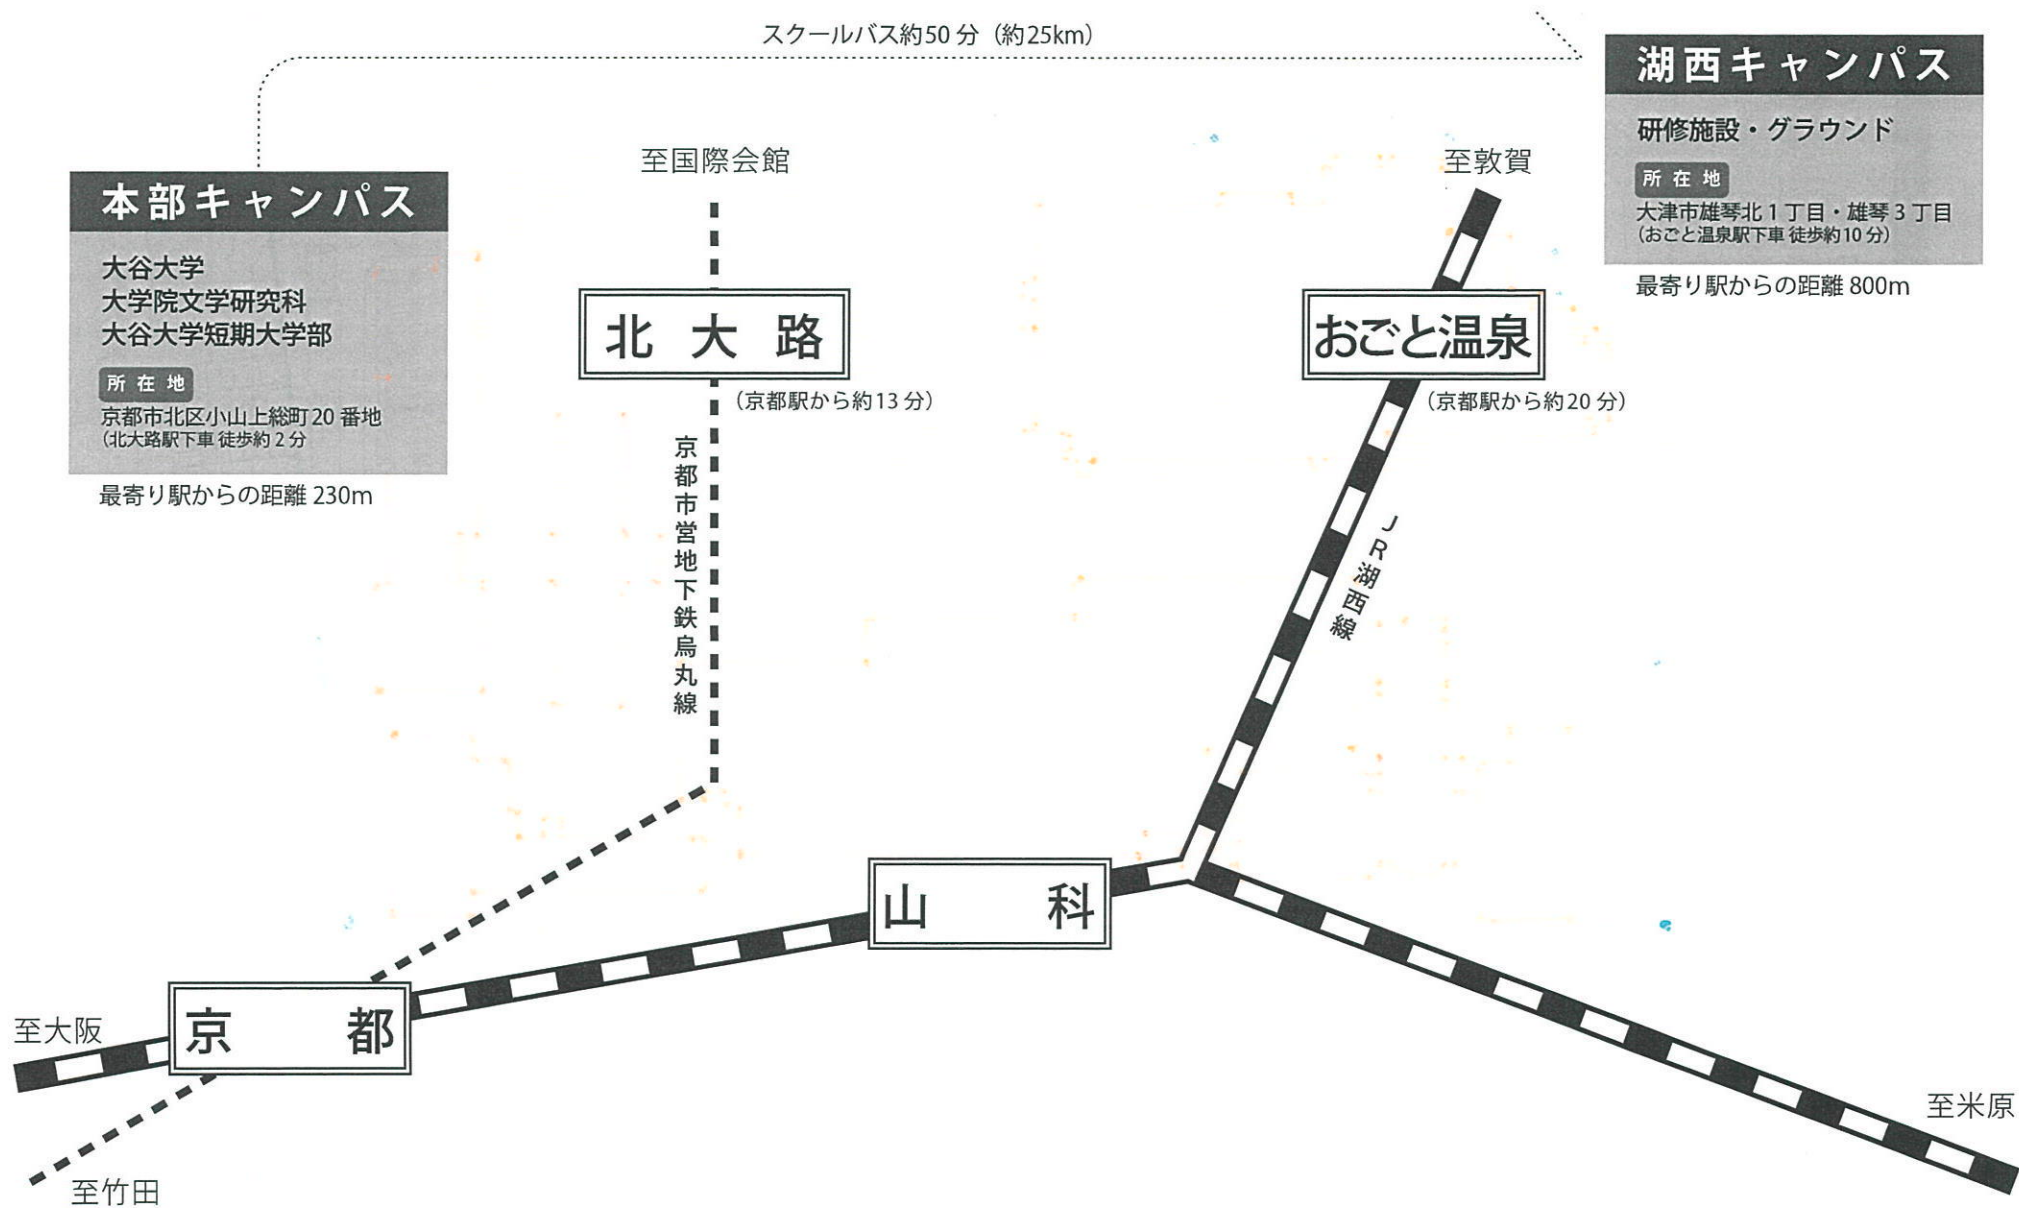 スクールバス約50分（約25km）
湖西キャンパス
研修施設・グラウンド
所在地
大津市雄琴北1丁目・雄琴3丁目
（おごと温泉駅下車 徒歩約10分）
最寄り駅からの距離 800m
本部キャンパス
大谷大学
大学院文学研究科
大谷大学短期大学部
所在地
京都市北区小山上総町20番地
（北大路駅下車 徒歩約2分
最寄り駅からの距離 230m
至国際会館
北大路
（京都駅から約13分）
京都市営地下鉄烏丸線
至敦賀
おごと温泉
（京都駅から約20分）
JR湖西線
山科
京都
至大阪
至竹田
至米原